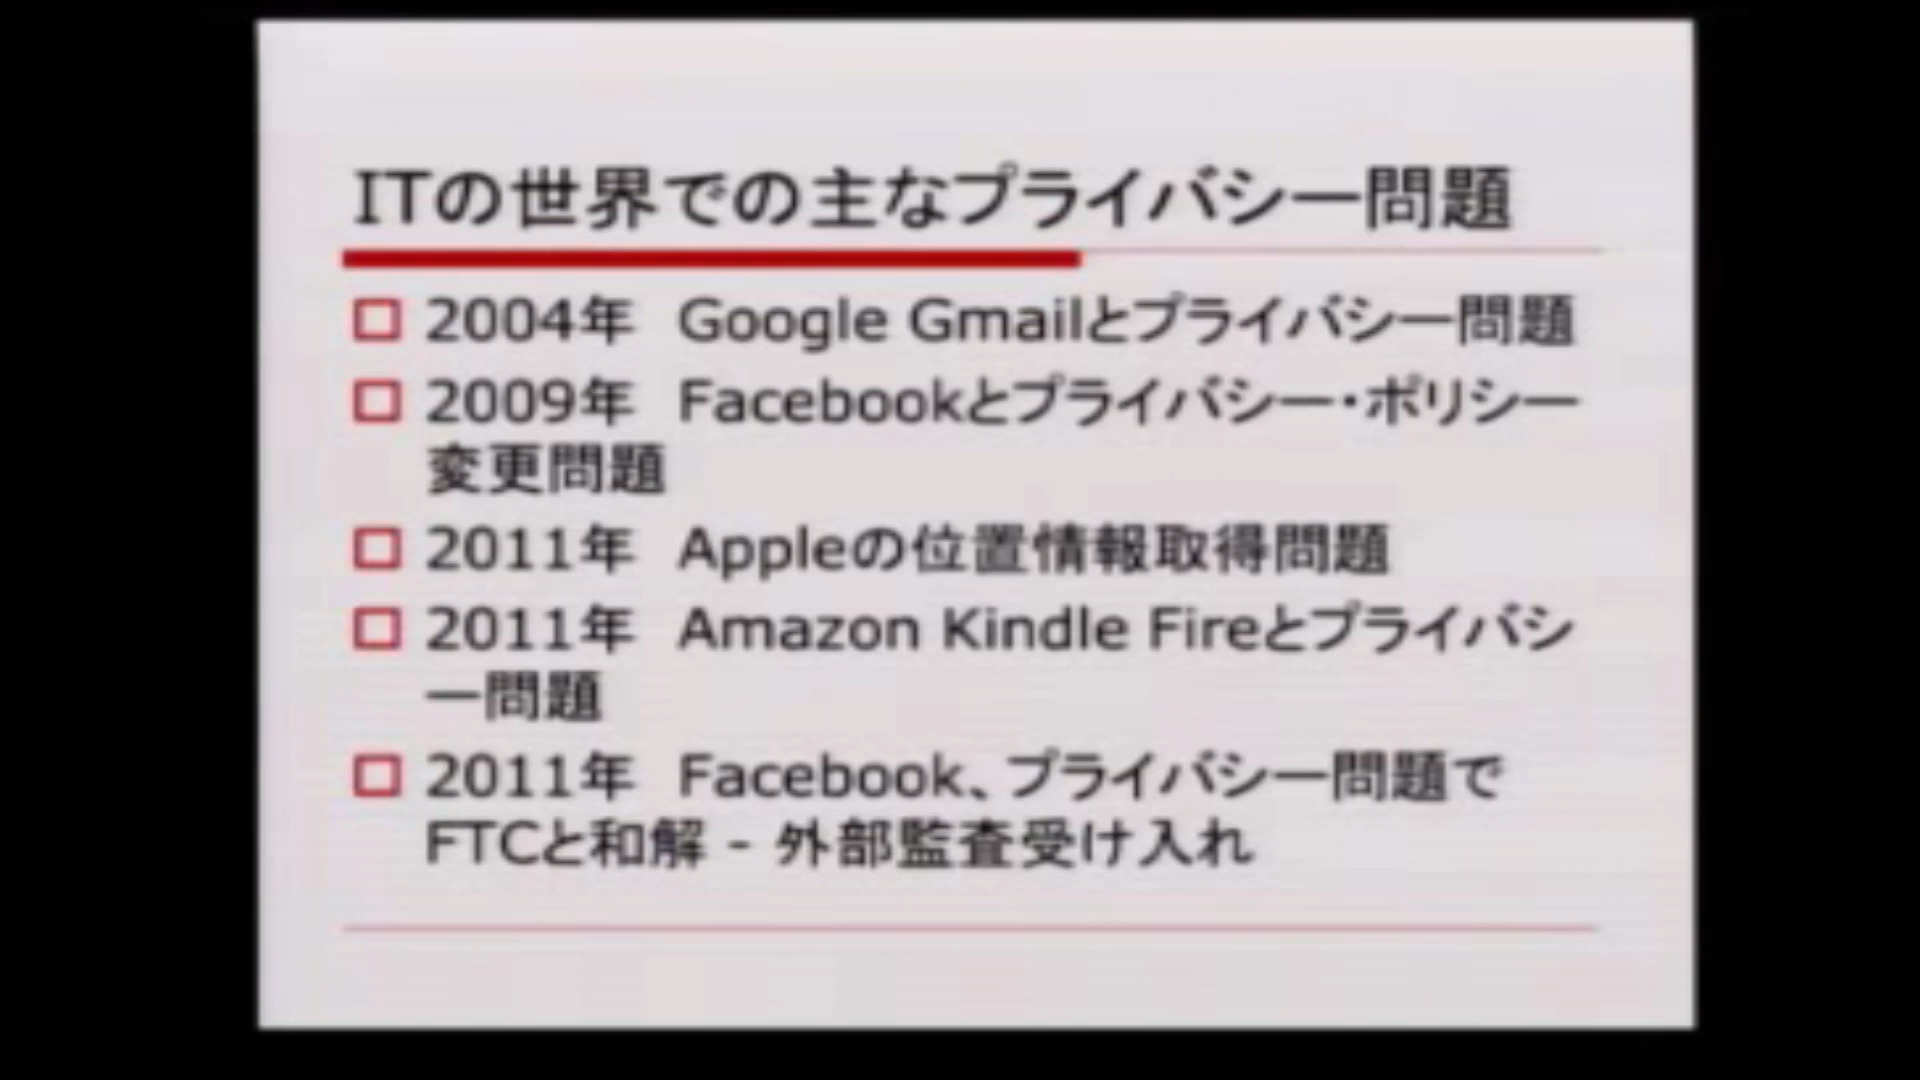 ITの世界での主なプライバシー問題
2004年 Google Gmailとプライバシー問題
2009年 Facebookとプライバシー・ポリシー
変更問題
2011年 Appleの位置情報取得問題
2011年 Amazon Kindle Fireとプライバシ
ー問題
2011年 Facebook、プライバシー問題で
FTCと和解 - 外部監査受け入れ